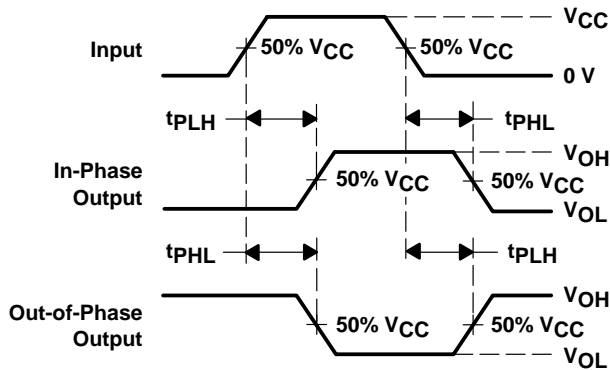 VCC
Input
50% VCC
50% VCC
0 V
tPLH
tPHL
In-Phase
Output
50% VCC
VOH
50% VCC
VOL
tPHL
tPLH
Out-of-Phase
Output
50% VCC
VOH
50% VCC
VOL